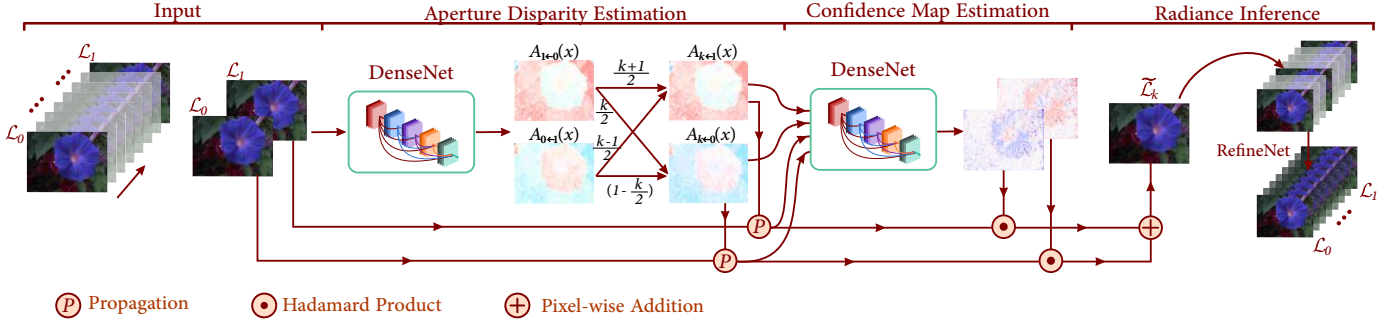 Input
Aperture Disparity Estimation
Confidence Map Estimation
Radiance Inference
ℒ₁
ℒ₀
ℒ₁
ℒ₀
DenseNet
A₁←₀(x)
A₀←₁(x)
k+1/2
k/2
k-1/2
(1-k/2)
Aₖ←₁(x)
Aₖ←₀(x)
DenseNet
P
P
ℒ̃ₖ
RefineNet
ℒ₁
ℒ₀
P Propagation
Hadamard Product
Pixel-wise Addition